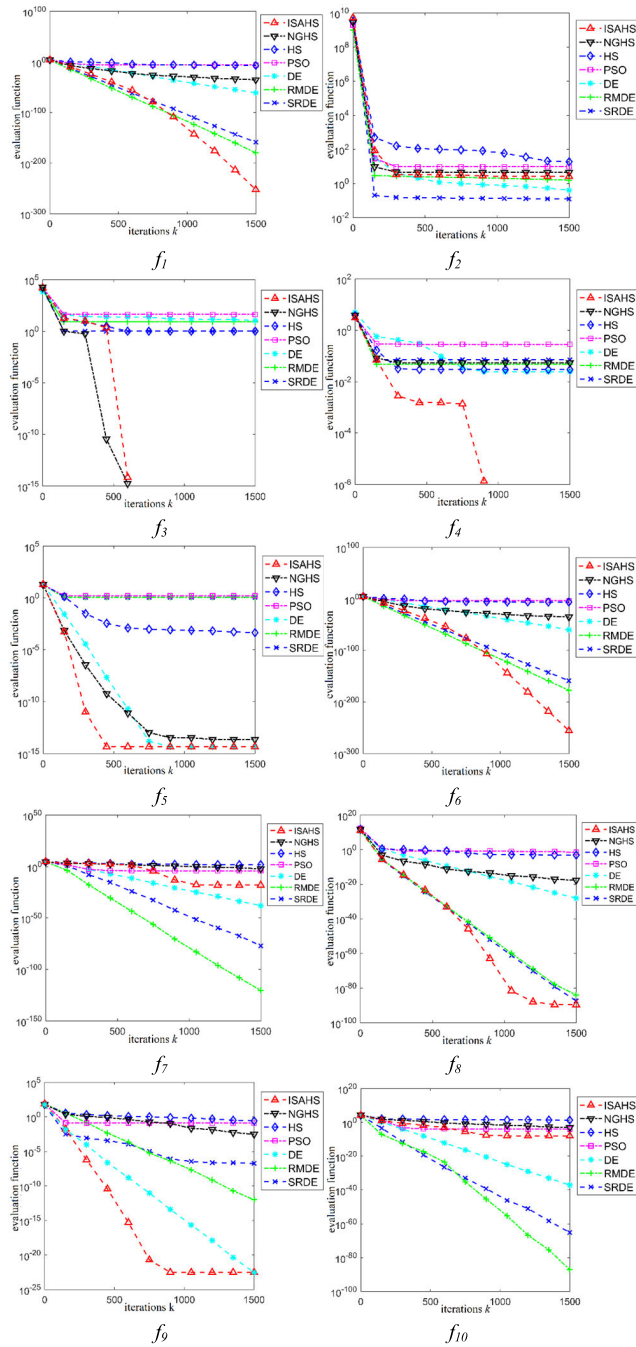 10^100
10^0
10^-100
10^-200
10^-300
evaluation function
0 500 1000 1500
iterions k
ISAHS
NGHS
HS
PSO
DE
RMDE
SRDE
f1
10^10
10^8
10^6
10^4
10^2
10^0
10^-2
evaluation function
0 500 1000 1500
iterions k
ISAHS
NGHS
HS
PSO
DE
RMDE
SRDE
f2
10^5
10^0
10^-5
10^-10
10^-15
evaluation function
0 500 1000 1500
iterions k
ISAHS
NGHS
HS
PSO
DE
RMDE
SRDE
f3
10^2
10^0
10^-2
10^-4
10^-6
evaluation function
0 500 1000 1500
iterions k
ISAHS
NGHS
HS
PSO
DE
RMDE
SRDE
f4
10^5
10^0
10^-5
10^-10
10^-15
evaluation function
0 500 1000 1500
iterions k
ISAHS
NGHS
HS
PSO
DE
RMDE
SRDE
f5
10^100
10^0
10^-100
10^-200
10^-300
evaluation function
0 500 1000 1500
iterions k
ISAHS
NGHS
HS
PSO
DE
RMDE
SRDE
f6
10^50
10^0
10^-50
10^-100
10^-150
evaluation function
0 500 1000 1500
iterions k
ISAHS
NGHS
HS
PSO
DE
RMDE
SRDE
f7
10^20
10^0
10^-20
10^-40
10^-60
10^-80
10^-100
evaluation function
0 500 1000 1500
iterions k
ISAHS
NGHS
HS
PSO
DE
RMDE
SRDE
f8
10^5
10^0
10^-5
10^-10
10^-15
10^-20
10^-25
evaluation function
0 500 1000 1500
iterions k
ISAHS
NGHS
HS
PSO
DE
RMDE
SRDE
f9
10^20
10^0
10^-20
10^-40
10^-60
10^-80
10^-100
evaluation function
0 500 1000 1500
iterions k
ISAHS
NGHS
HS
PSO
DE
RMDE
SRDE
f10